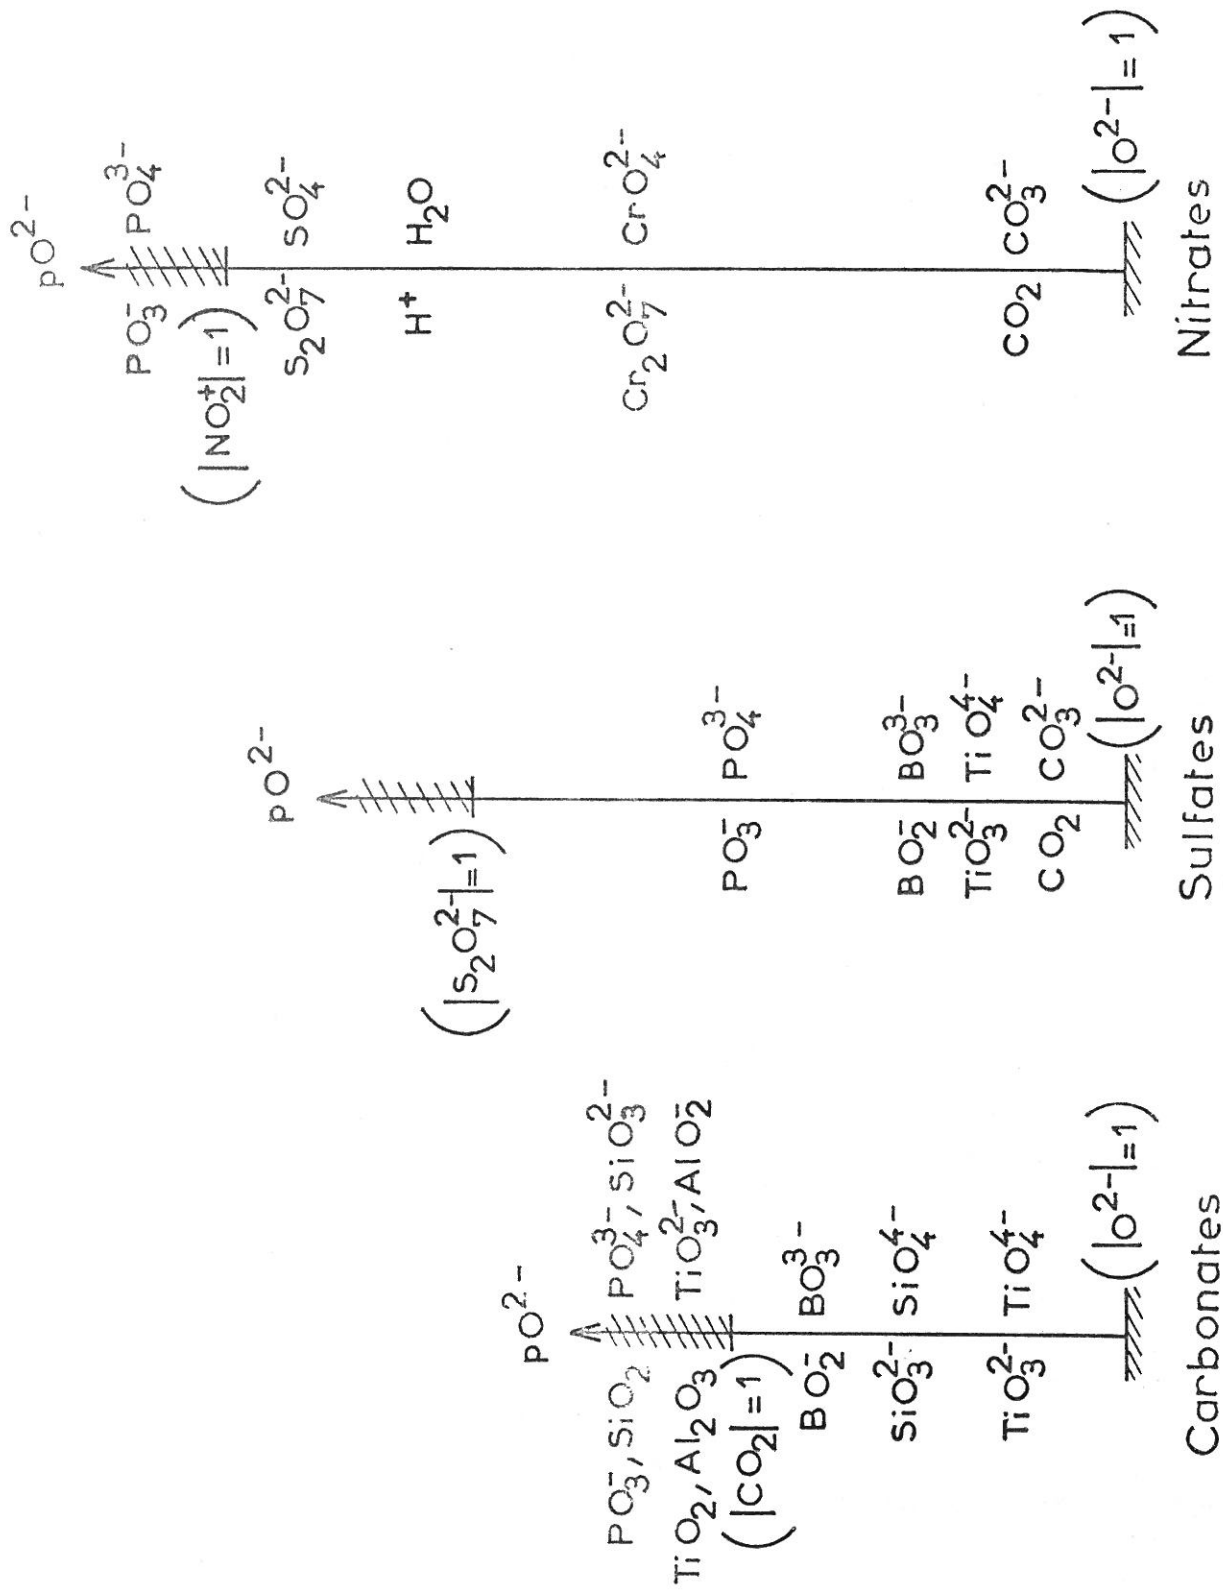 pO²⁻
PO₃⁻, SiO₂ PO₄³⁻, SiO₃²⁻
TiO₂, Al₂O₃ TiO₃²⁻, AlO₂⁻
(|CO₂|=1)
BO₂⁻ BO₃³⁻
SiO₃²⁻ SiO₄⁴⁻
TiO₃²⁻ TiO₄⁴⁻
(|O²⁻|=1)
Carbonates
pO²⁻
(|S₂O₇²⁻|=1)
PO₃⁻ PO₄³⁻
BO₂⁻ BO₃³⁻
TiO₃²⁻ TiO₄⁴⁻
CO₂ CO₃²⁻
(|O²⁻|=1)
Sulfates
pO²⁻
PO₃⁻ PO₄³⁻
(|NO₂⁺|=1)
S₂O₇²⁻ SO₄²⁻
H⁺ H₂O
Cr₂O₇²⁻ CrO₄²⁻
CO₂ CO₃²⁻
(|O²⁻|=1)
Nitrates